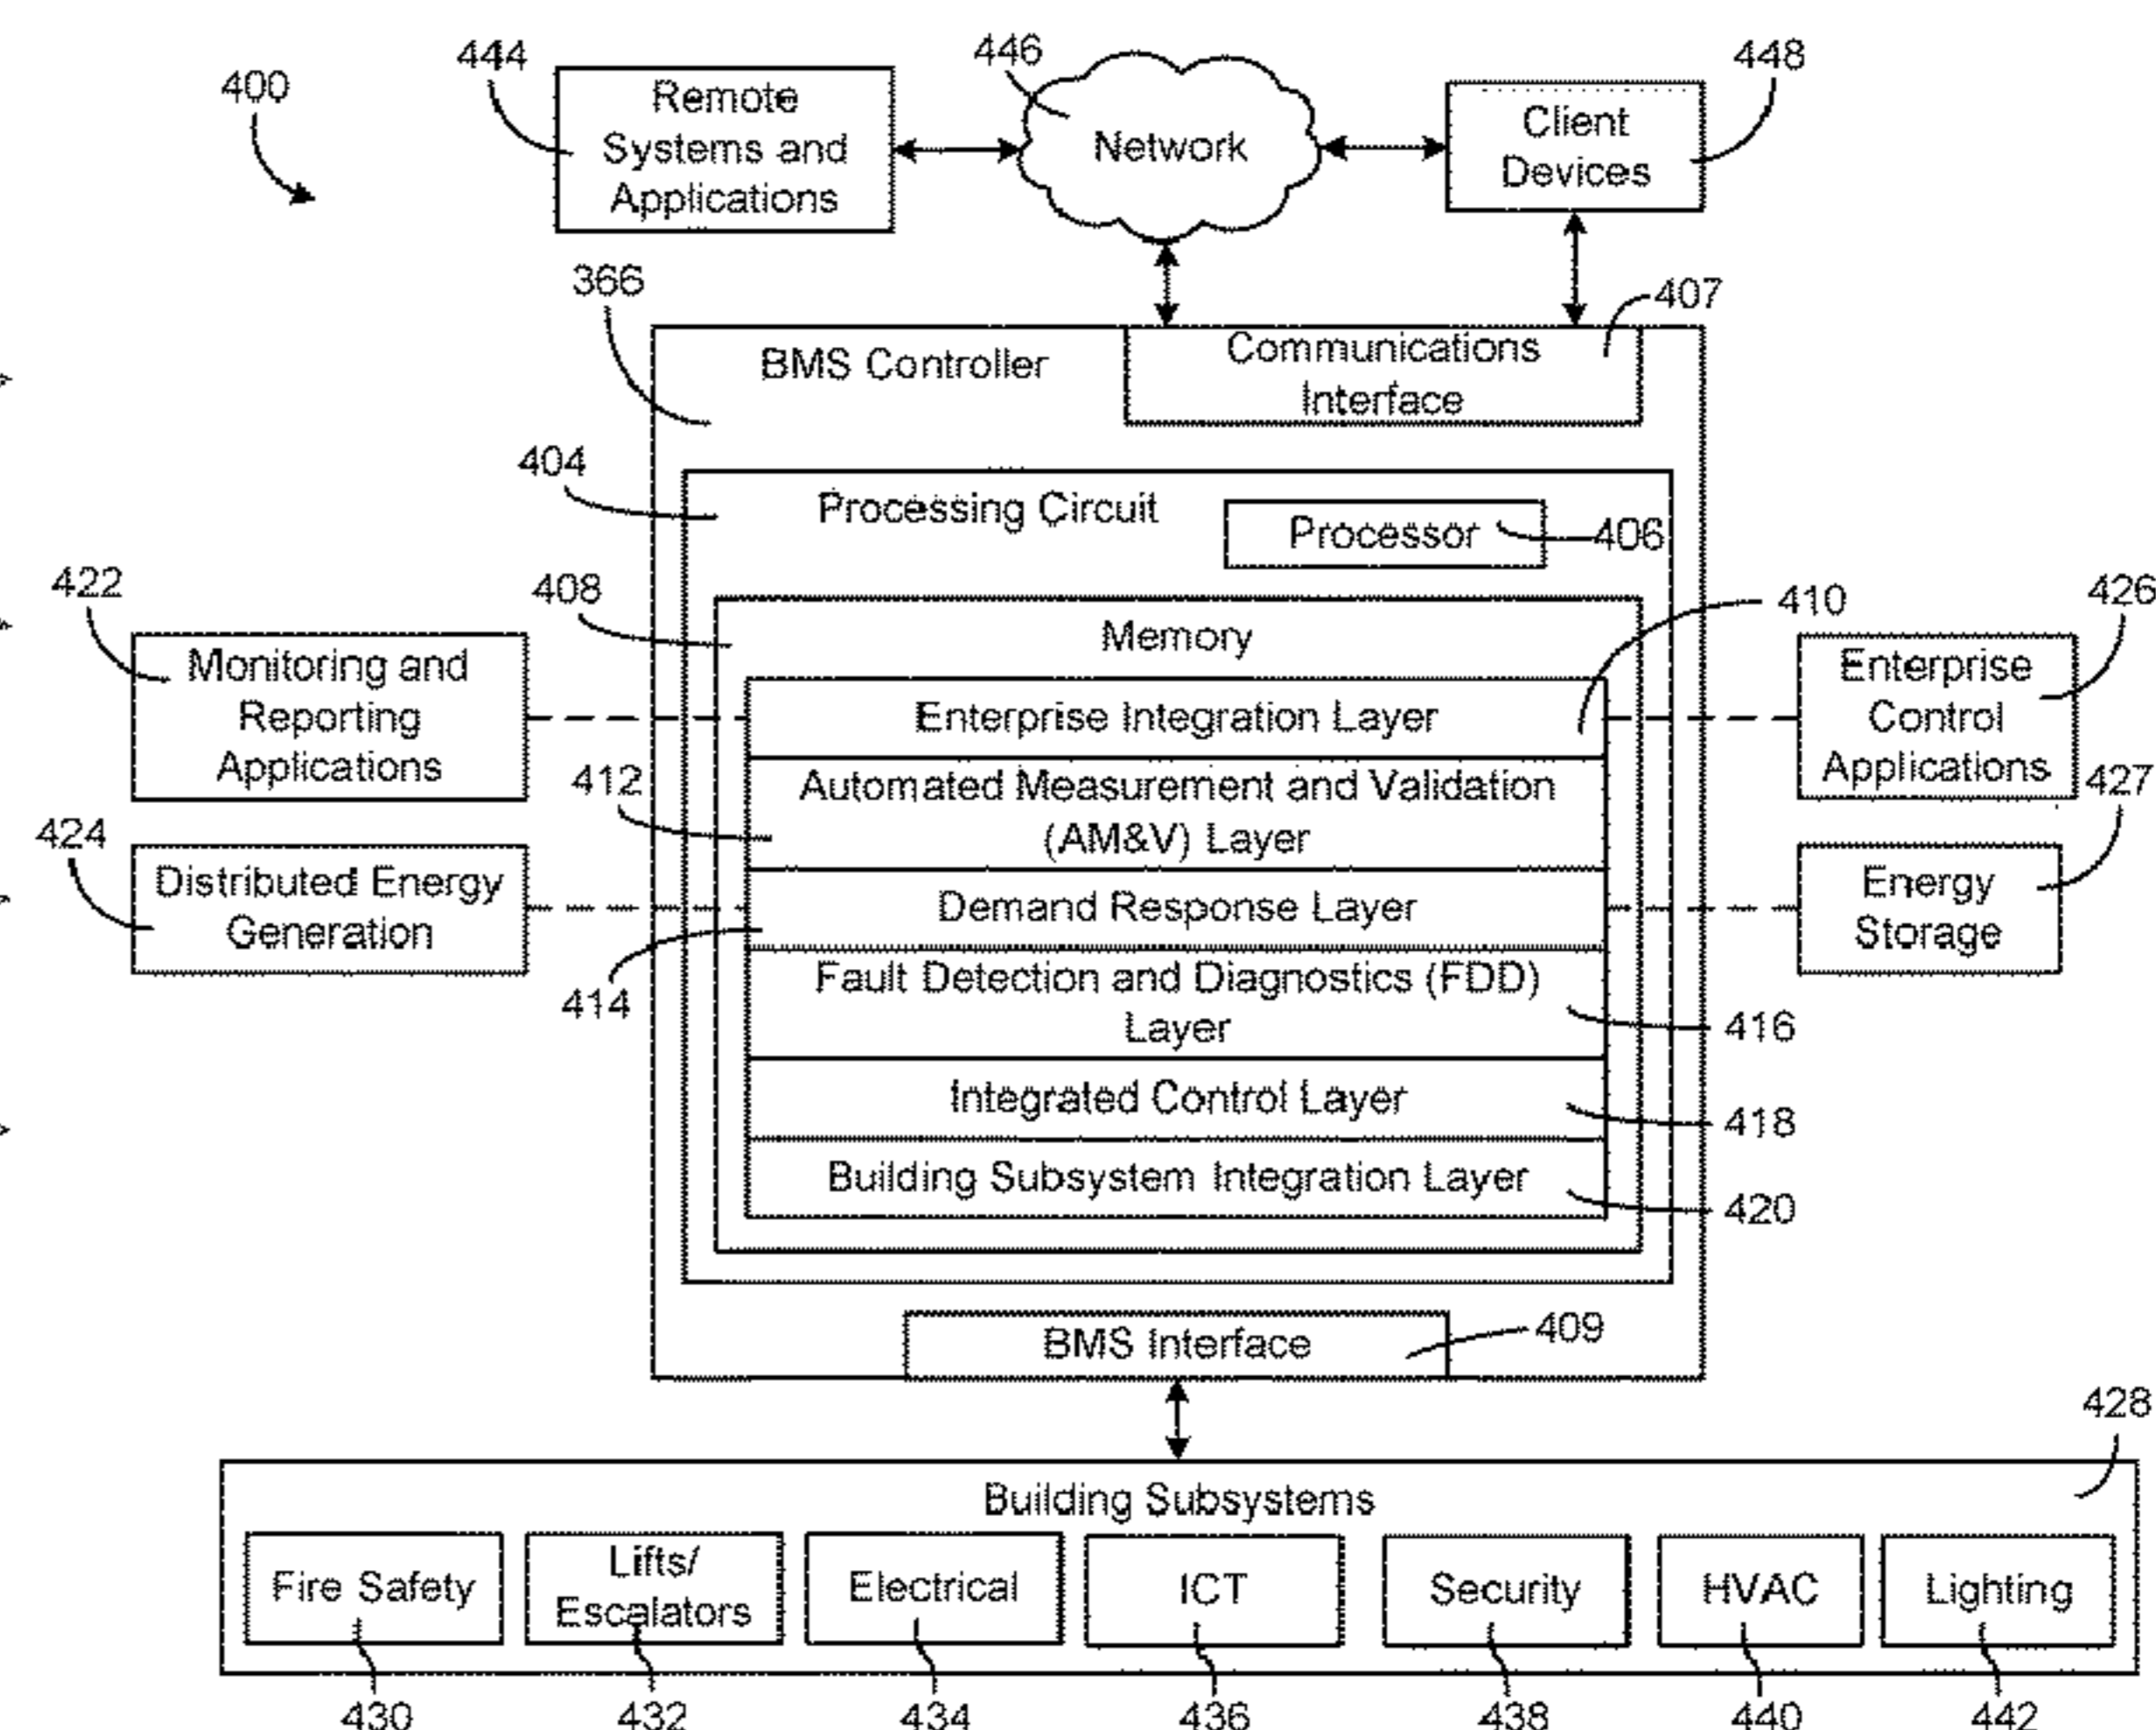 400
444
Remote
Systems and
Applications
446
Network
448
Client
Devices
366
BMS Controller
Communications
Interface
407
404
Processing Circuit
Processor
406
408
Memory
410
422
Monitoring and
Reporting
Applications
Enterprise Integration Layer
426
Enterprise
Control
Applications
412
Automated Measurement and Validation
(AM&V) Layer
427
424
Distributed Energy
Generation
Demand Response Layer
Energy
Storage
414
Fault Detection and Diagnostics (FDD)
Layer
416
Integrated Control Layer
418
Building Subsystem Integration Layer
420
BMS Interface
409
428
Building Subsystems
Fire Safety
Lifts/
Escalators
Electrical
ICT
Security
HVAC
Lighting
430
432
434
436
438
440
442